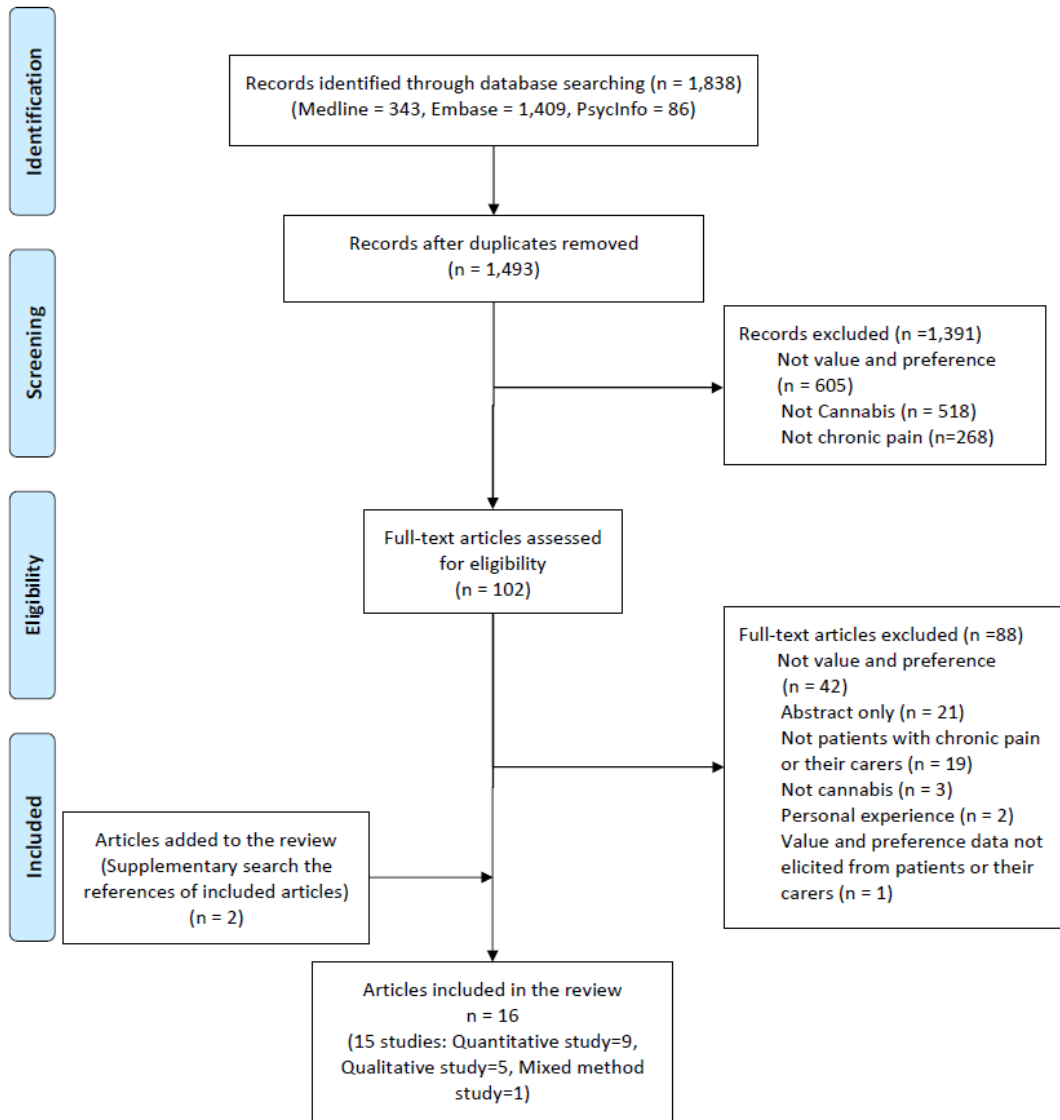 Identification
Records identified through database searching (n = 1,838)
(Medline = 343, Embase = 1,409, PsycInfo = 86)
Records after duplicates removed
(n = 1,493)
Screening
Records excluded (n =1,391)
Not value and preference
(n = 605)
Not Cannabis (n = 518)
Not chronic pain (n=268)
Eligibility
Full-text articles assessed
for eligibility
(n = 102)
Full-text articles excluded (n =88)
Not value and preference
(n = 42)
Abstract only (n = 21)
Not patients with chronic pain
or their carers (n = 19)
Not cannabis (n = 3)
Personal experience (n = 2)
Value and preference data not
elicited from patients or their
carers (n = 1)
Included
Articles added to the review
(Supplementary search the
references of included articles)
(n = 2)
Articles included in the review
n = 16
(15 studies: Quantitative study=9,
Qualitative study=5, Mixed method
study=1)